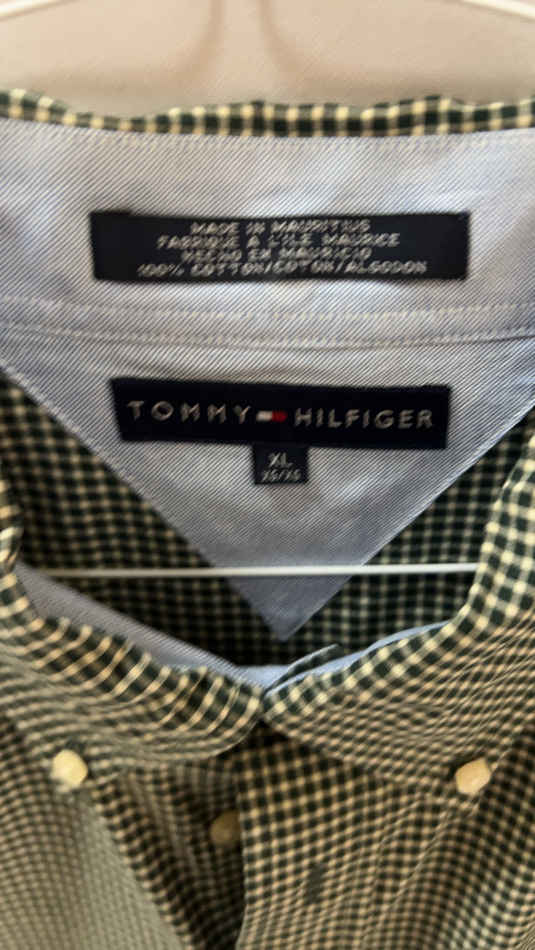 MADE IN MAURITIUS
FABRIQUE A L'ILE MAURICE
HECHO EN MAURICIO
100% COTTON/COTON/ALGODON
TOMMY HILFIGER
XL